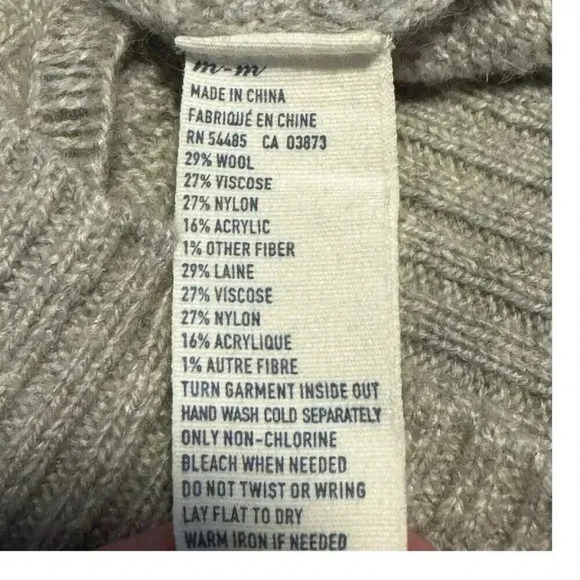 m-m
MADE IN CHINA
FABRIQUÉ EN CHINE
RN 54485 CA 03873
29% WOOL
27% VISCOSE
27% NYLON
16% ACRYLIC
1% OTHER FIBER
29% LAINE
27% VISCOSE
27% NYLON
16% ACRYLIQUE
1% AUTRE FIBRE
TURN GARMENT INSIDE OUT
HAND WASH COLD SEPARATELY
ONLY NON-CHLORINE
BLEACH WHEN NEEDED
DO NOT TWIST OR WRING
LAY FLAT TO DRY
WARM IRON IF NEEDED